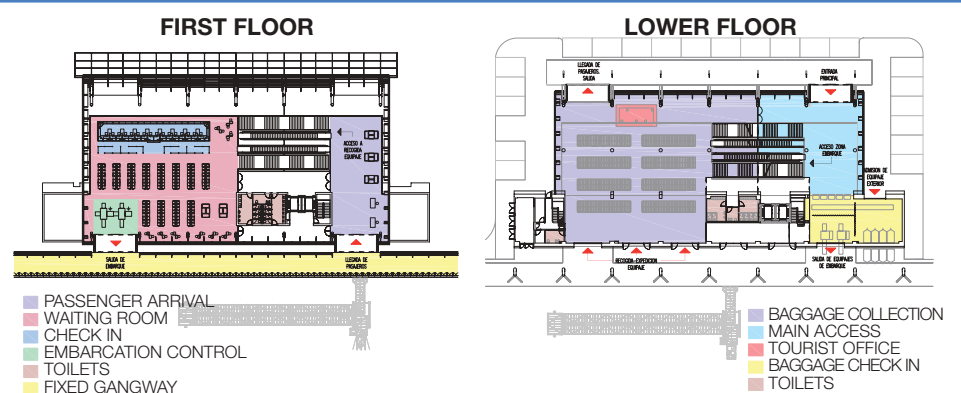 FIRST FLOOR
ACCESO A
RECOGIDA
EQUIPAJE
SALIDA DE
EMBARQUE
LLEGADA DE
PASAJEROS
PASSENGER ARRIVAL
WAITING ROOM
CHECK IN
EMBARCATION CONTROL
TOILETS
FIXED GANGWAY
LOWER FLOOR
LLEGADA DE
PASAJEROS.
SALIDA
ENTRADA
PRINCIPAL
ACCESO ZONA
EMBARQUE
ADMISION DE
EQUIPAJE
EXTERIOR
RECOGIDA-EXPEDICION
EQUIPAJE
SALIDA DE EQUIPAJES
DE EMBARQUE
BAGGAGE COLLECTION
MAIN ACCESS
TOURIST OFFICE
BAGGAGE CHECK IN
TOILETS